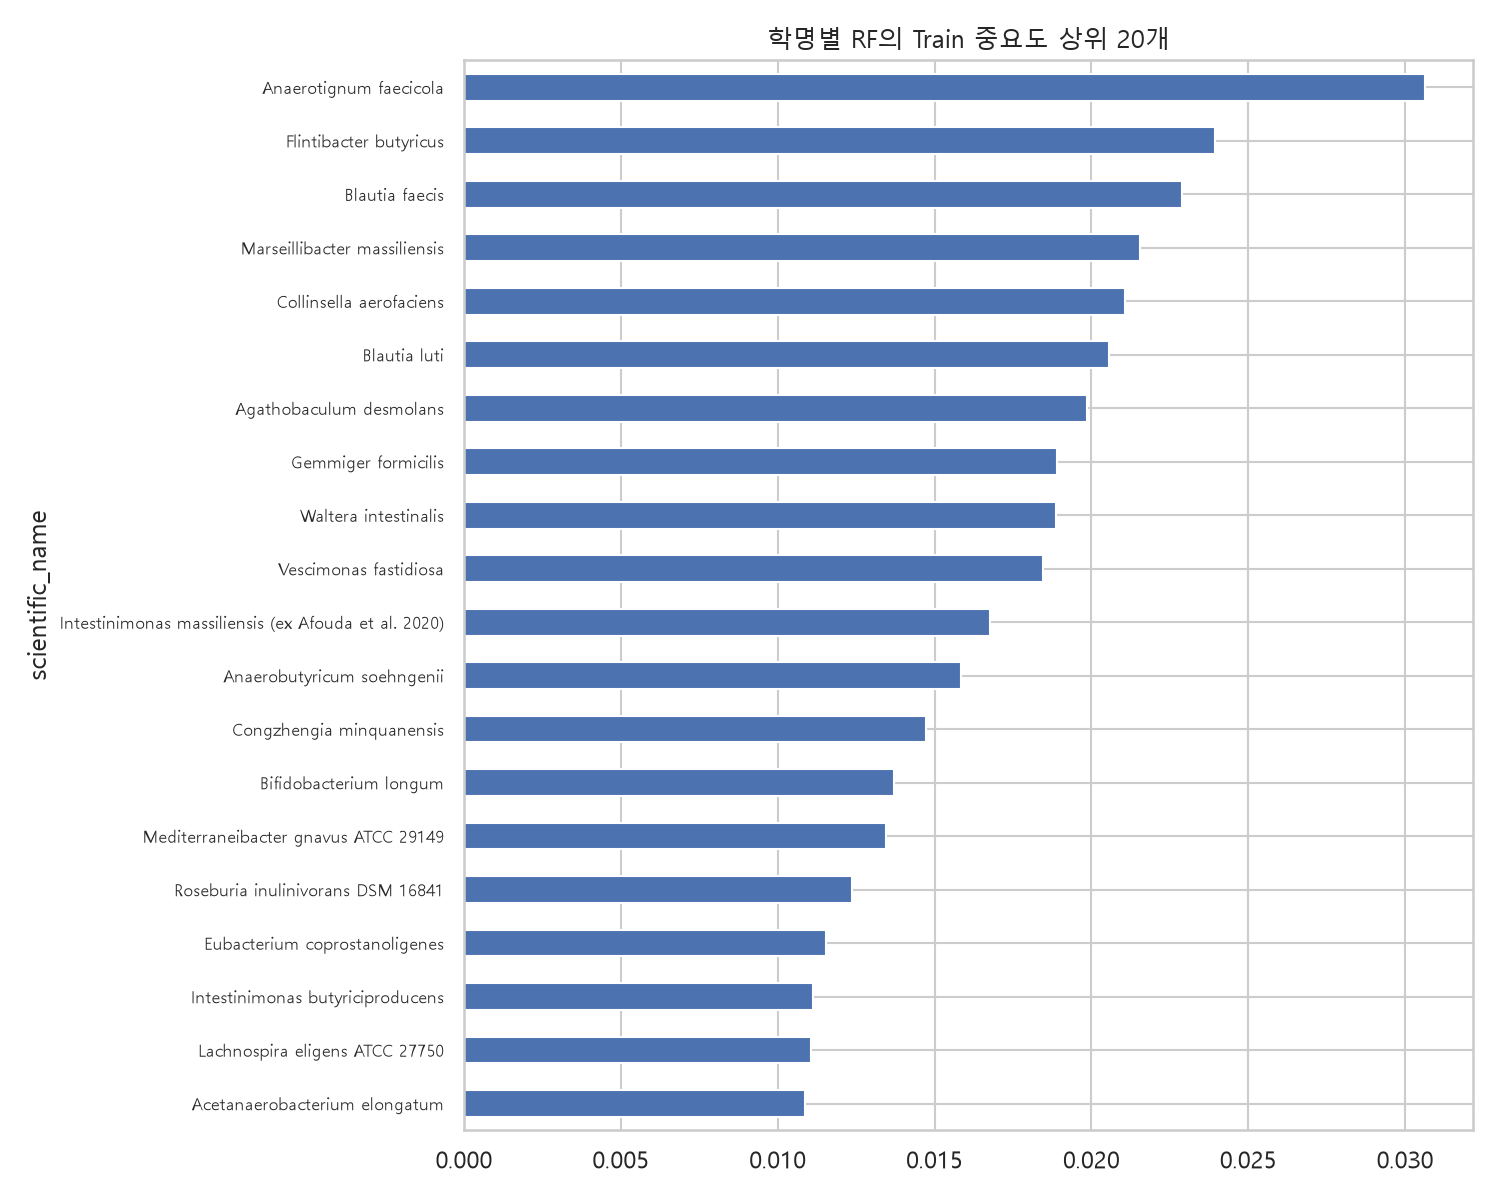 학명별 RF의 Train 중요도 상위 20개
scientific_name
Anaerotignum faecicola
Flintibacter butyricus
Blautia faecis
Marseillibacter massiliensis
Collinsella aerofaciens
Blautia luti
Agathobaculum desmolans
Gemmiger formicilis
Waltera intestinalis
Vescimonas fastidiosa
Intestinimonas massiliensis (ex Afouda et al. 2020)
Anaerobutyricum soehngenii
Congzhengia minquanensis
Bifidobacterium longum
Mediterraneibacter gnavus ATCC 29149
Roseburia inulinivorans DSM 16841
Eubacterium coprostanoligenes
Intestinimonas butyriciproducens
Lachnospira eligens ATCC 27750
Acetanaerobacterium elongatum
0.000 0.005 0.010 0.015 0.020 0.025 0.030